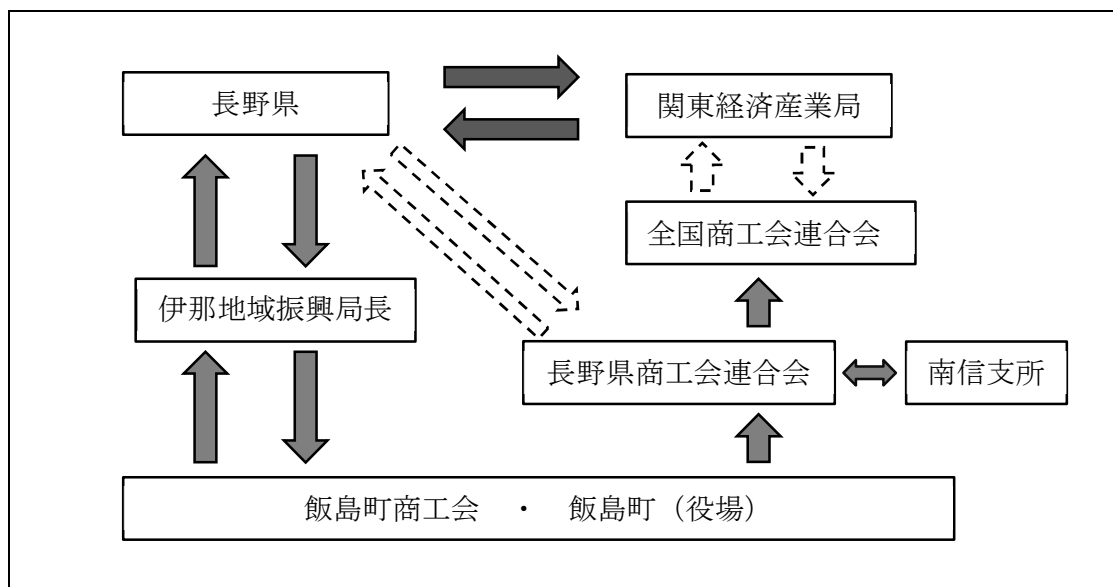 長野県
関東経済産業局
全国商工会連合会
伊那地域振興局長
長野県商工会連合会
南信支所
飯島町商工会 ・ 飯島町（役場）